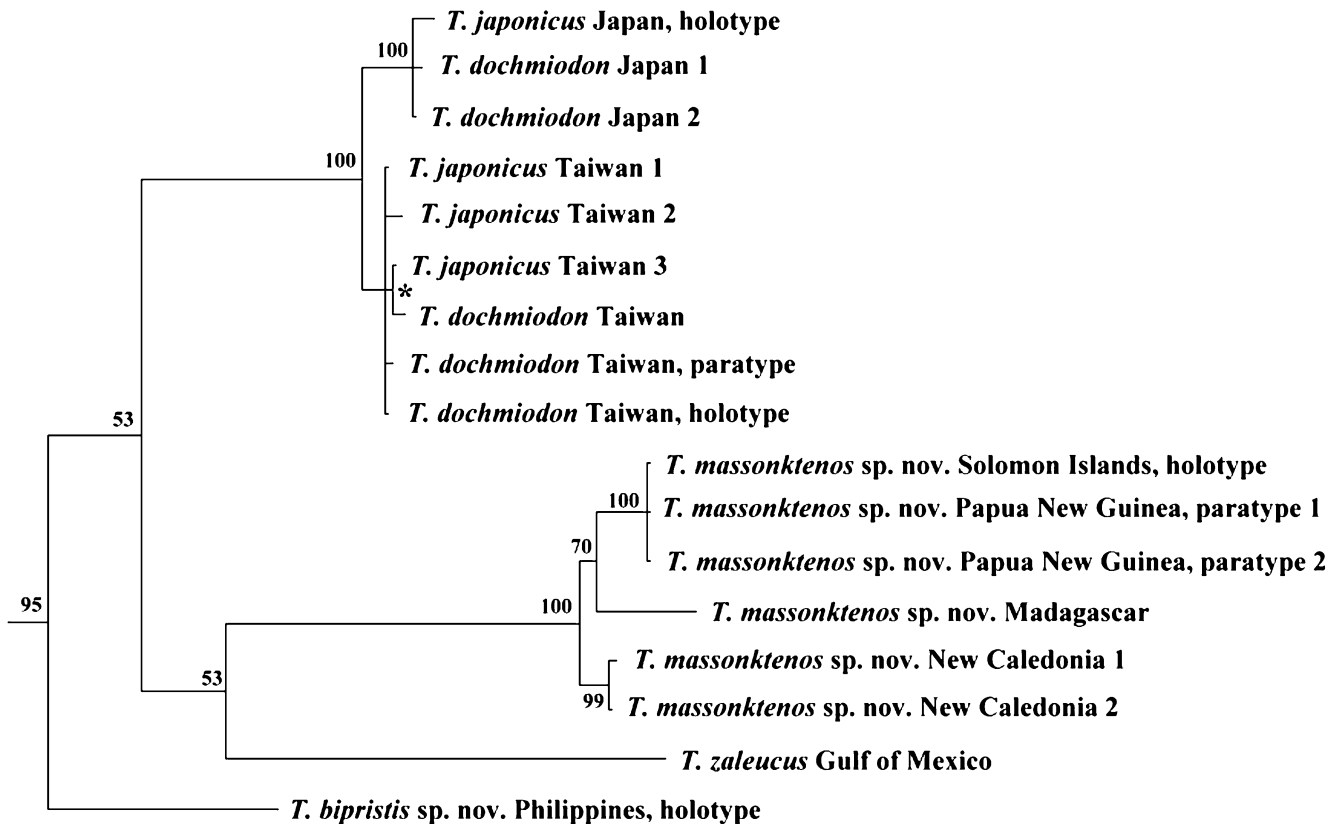 T. japonicus Japan, holotype
100
T. dochmiodon Japan 1
T. dochmiodon Japan 2
100
T. japonicus Taiwan 1
T. japonicus Taiwan 2
T. japonicus Taiwan 3
*
T. dochmiodon Taiwan
T. dochmiodon Taiwan, paratype
T. dochmiodon Taiwan, holotype
53
T. massonktenos sp. nov. Solomon Islands, holotype
100
T. massonktenos sp. nov. Papua New Guinea, paratype 1
70
T. massonktenos sp. nov. Papua New Guinea, paratype 2
95
100
T. massonktenos sp. nov. Madagascar
T. massonktenos sp. nov. New Caledonia 1
53
99
T. massonktenos sp. nov. New Caledonia 2
T. zaleucus Gulf of Mexico
T. bipristis sp. nov. Philippines, holotype